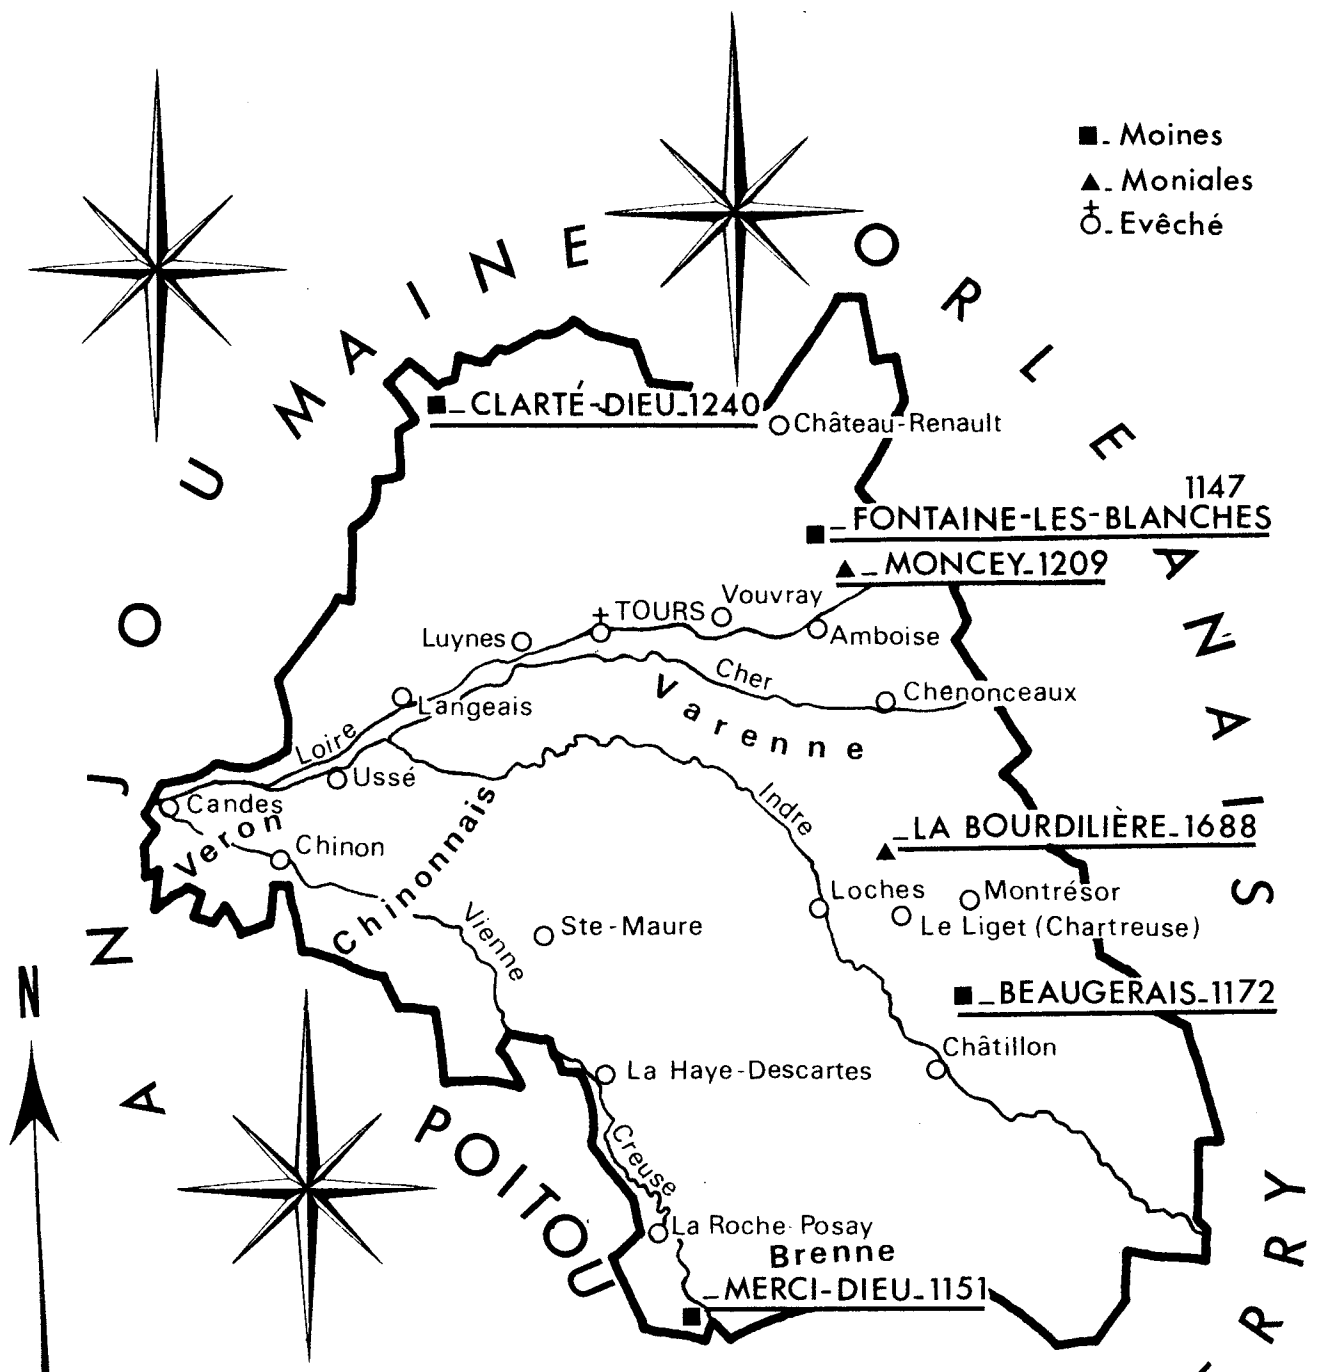 ■- Moines
▲- Moniales
Evêché
MAINE
ORLEANAIS
ANJOU
POITOU
ERRY
■_CLARTÉ-DIEU_1240
Château-Renault
1147
■_FONTAINE-LES-BLANCHES
▲_MONCEY_1209
Vouvray
TOURS
Luynes
Amboise
Cher
Chenonceaux
Varenne
Langeais
Loire
Ussé
Candes
Veron
Chinon
Chinonnais
Indre
▲_LA BOURDILIÈRE_1688
Loches
Montrésor
Le Liget (Chartreuse)
Vienne
Ste-Maure
N
■_BEAUGERAIS_1172
Châtillon
La Haye-Descartes
Creuse
La Roche-Posay
Brenne
■_MERCI-DIEU_1151